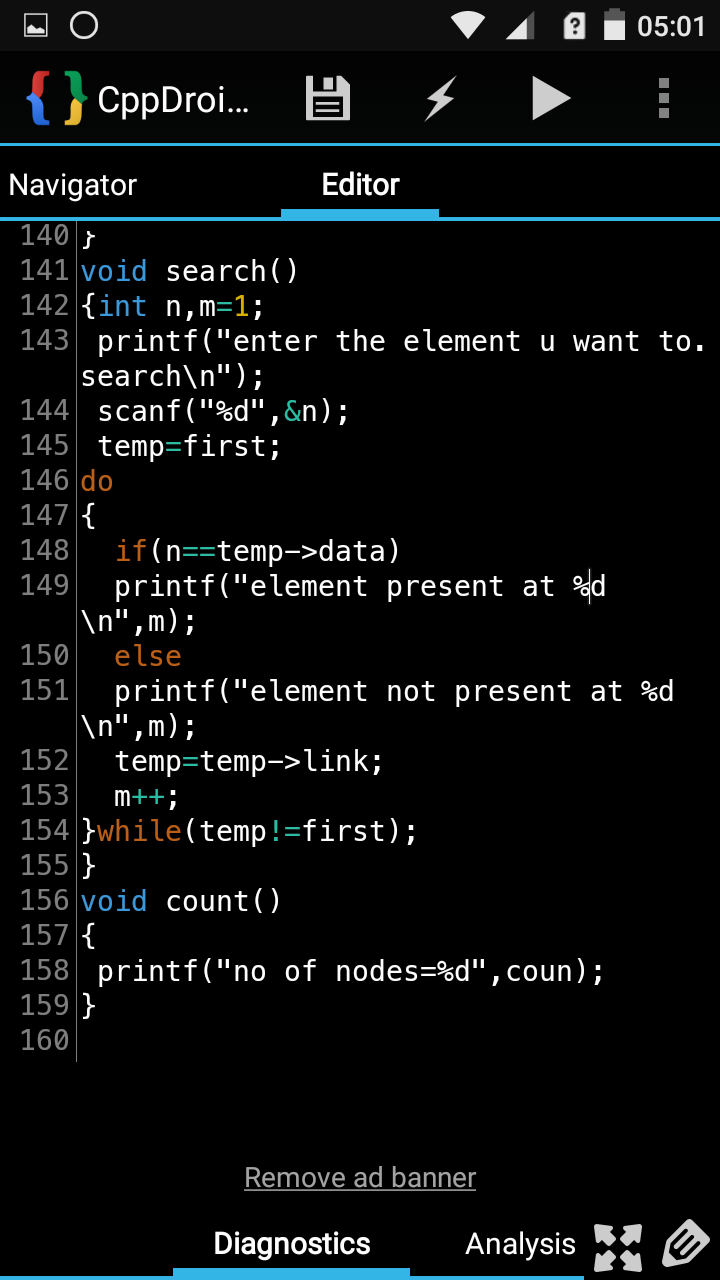 05:01
CppDroi...
Navigator Editor
140 }
141 void search()
142 {int n,m=1;
143  printf("enter the element u want to.
search\n");
144  scanf("%d",&n);
145  temp=first;
146 do
147 {
148   if(n==temp->data)
149   printf("element present at %d
\n",m);
150   else
151   printf("element not present at %d
\n",m);
152   temp=temp->link;
153   m++;
154 }while(temp!=first);
155 }
156 void count()
157 {
158  printf("no of nodes=%d",coun);
159 }
160
Remove ad banner
Diagnostics Analysis